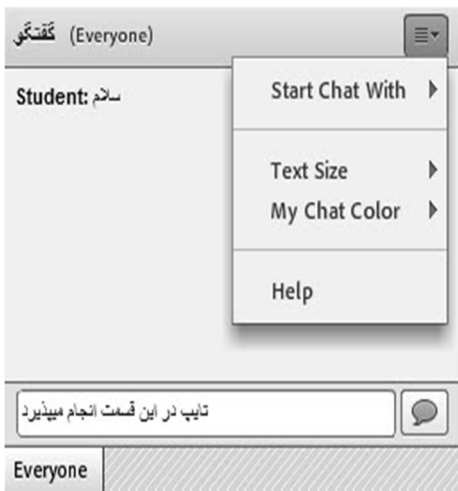 گفتگو (Everyone)
Start Chat With
Student: سلام
Text Size
My Chat Color
Help
تایپ در این قسمت انجام میپذیرد
Everyone